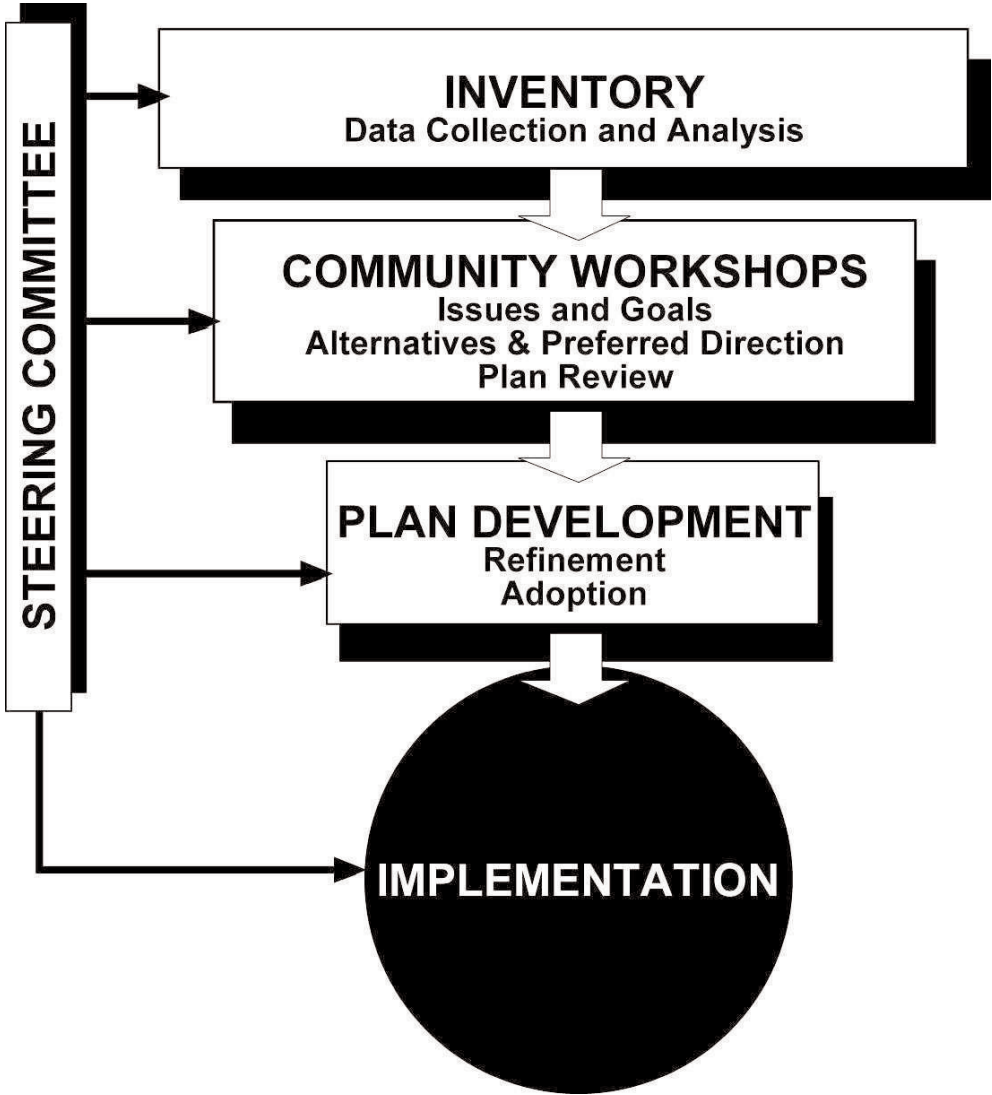 STEERING COMMITTEE
INVENTORY
Data Collection and Analysis
COMMUNITY WORKSHOPS
Issues and Goals
Alternatives & Preferred Direction
Plan Review
PLAN DEVELOPMENT
Refinement
Adoption
IMPLEMENTATION